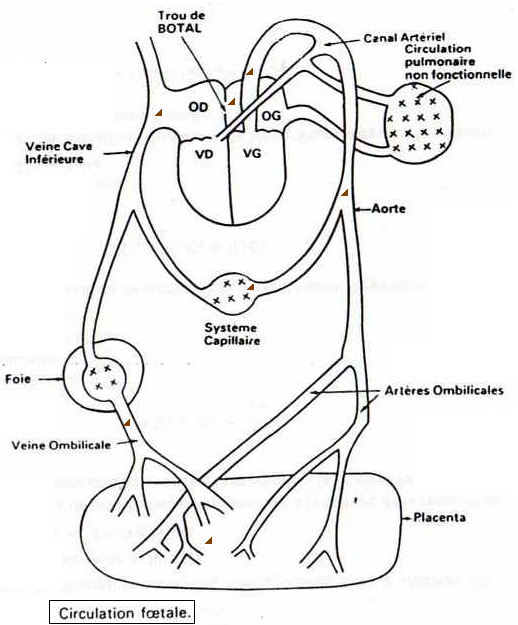 Trou de
BOTAL
Canal Artériel
Circulation
pulmonaire
non fonctionnelle
OD
OG
VD
VG
Veine Cave
Inférieure
Aorte
Système
Capillaire
Foie
Artères Ombilicales
Veine Ombilicale
Placenta
Circulation fœtale.